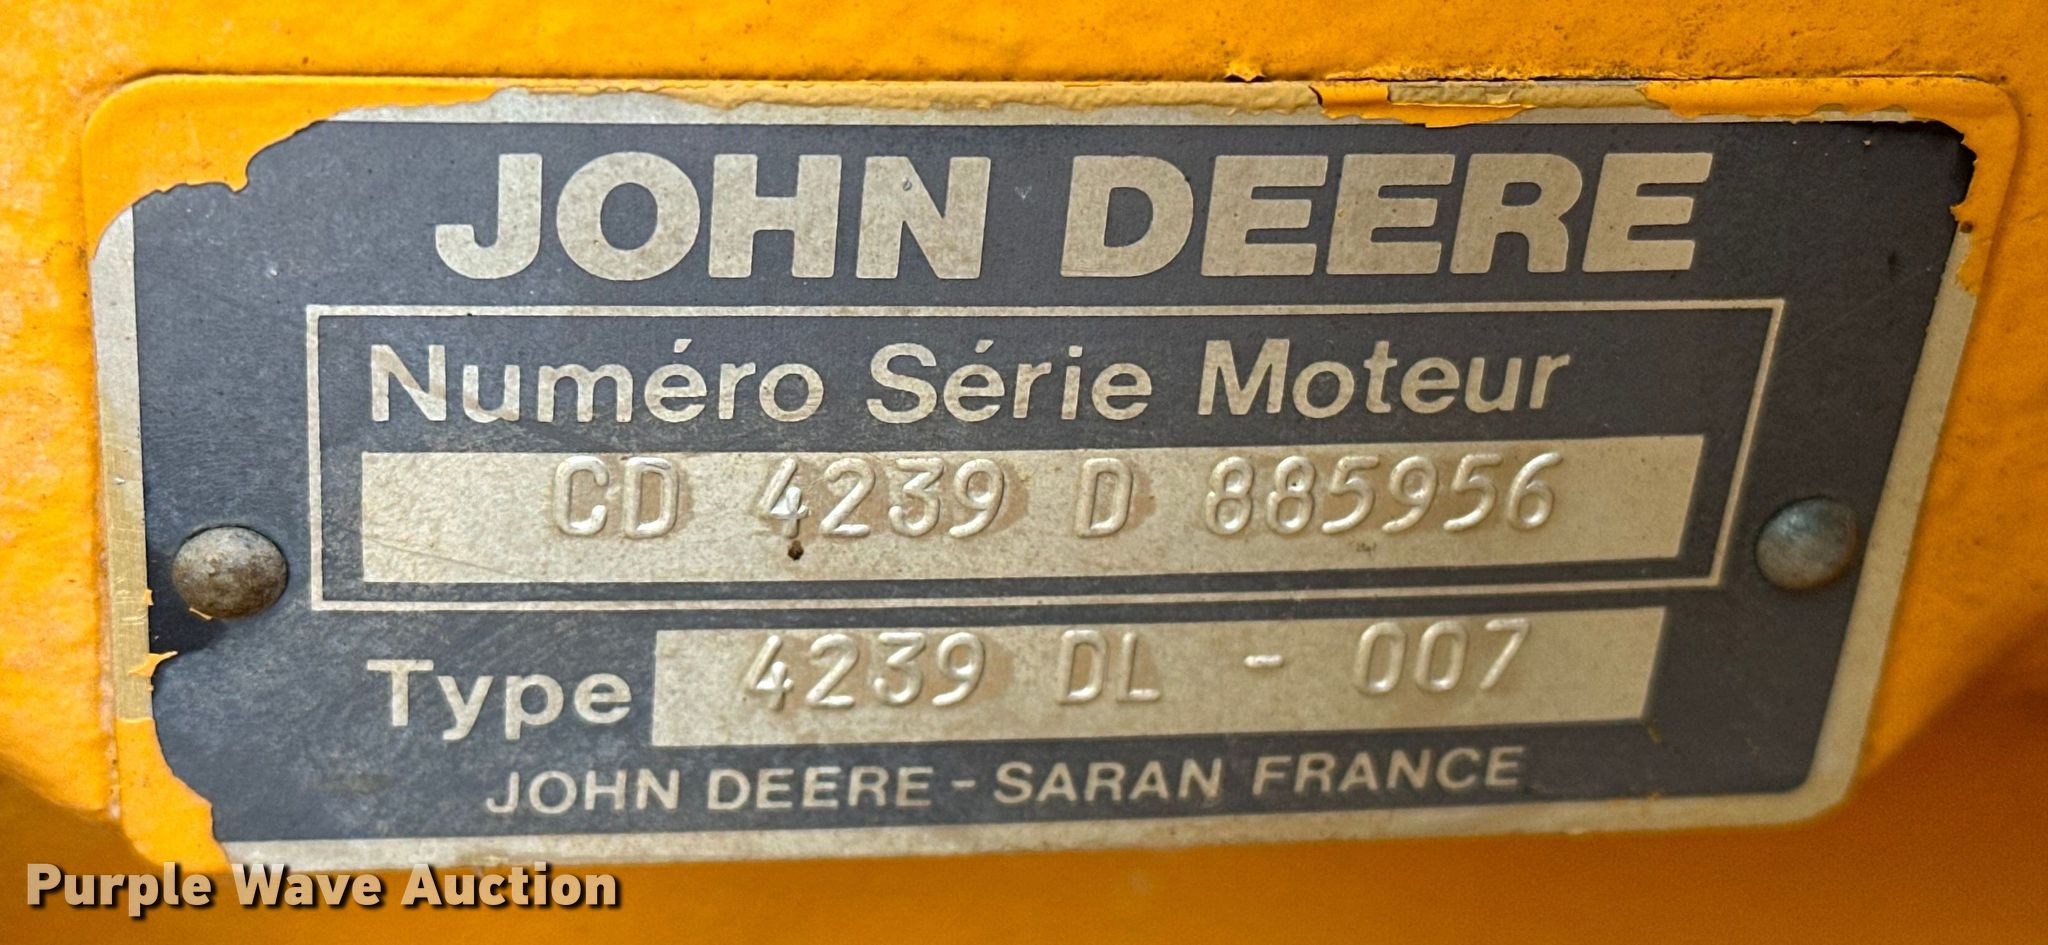 JOHN DEERE
Numéro Série Moteur
CD 4239 D 885956
Type 4239 DL - 007
JOHN DEERE - SARAN FRANCE
Purple Wave Auction